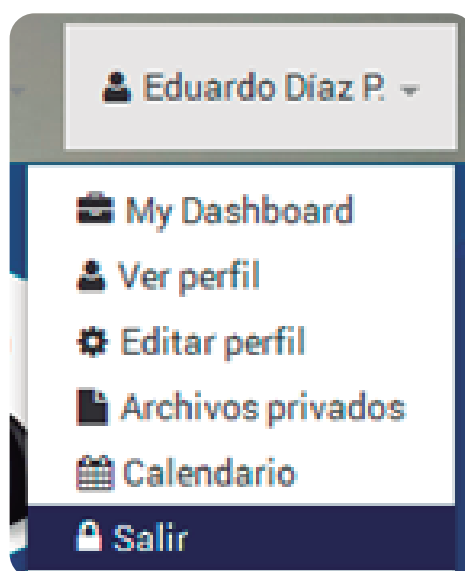 Eduardo Díaz P.
My Dashboard
Ver perfil
Editar perfil
Archivos privados
Calendario
Salir